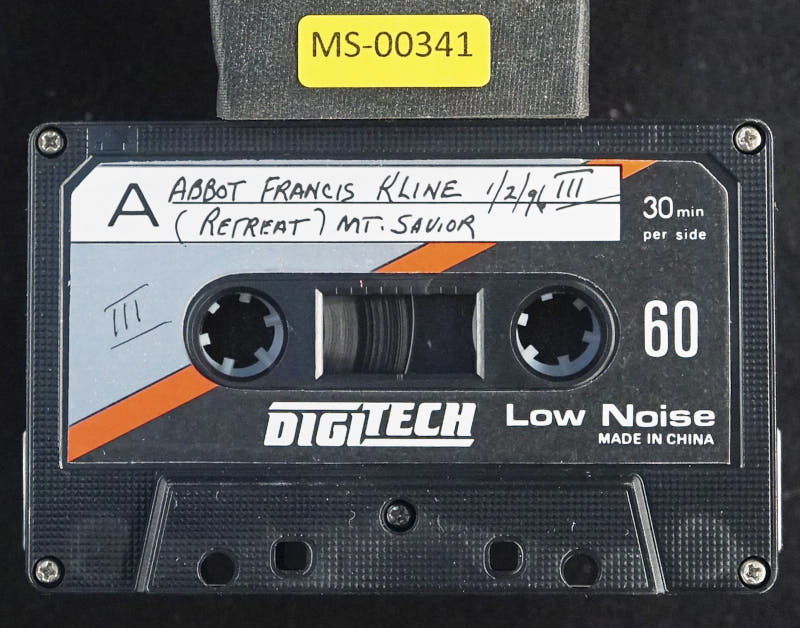 MS-00341
A ABBOT FRANCIS KLINE 1/2/96 III
(RETREAT) MT. SAVIOR
30 min
per side
III
60
DIGITECH Low Noise
MADE IN CHINA